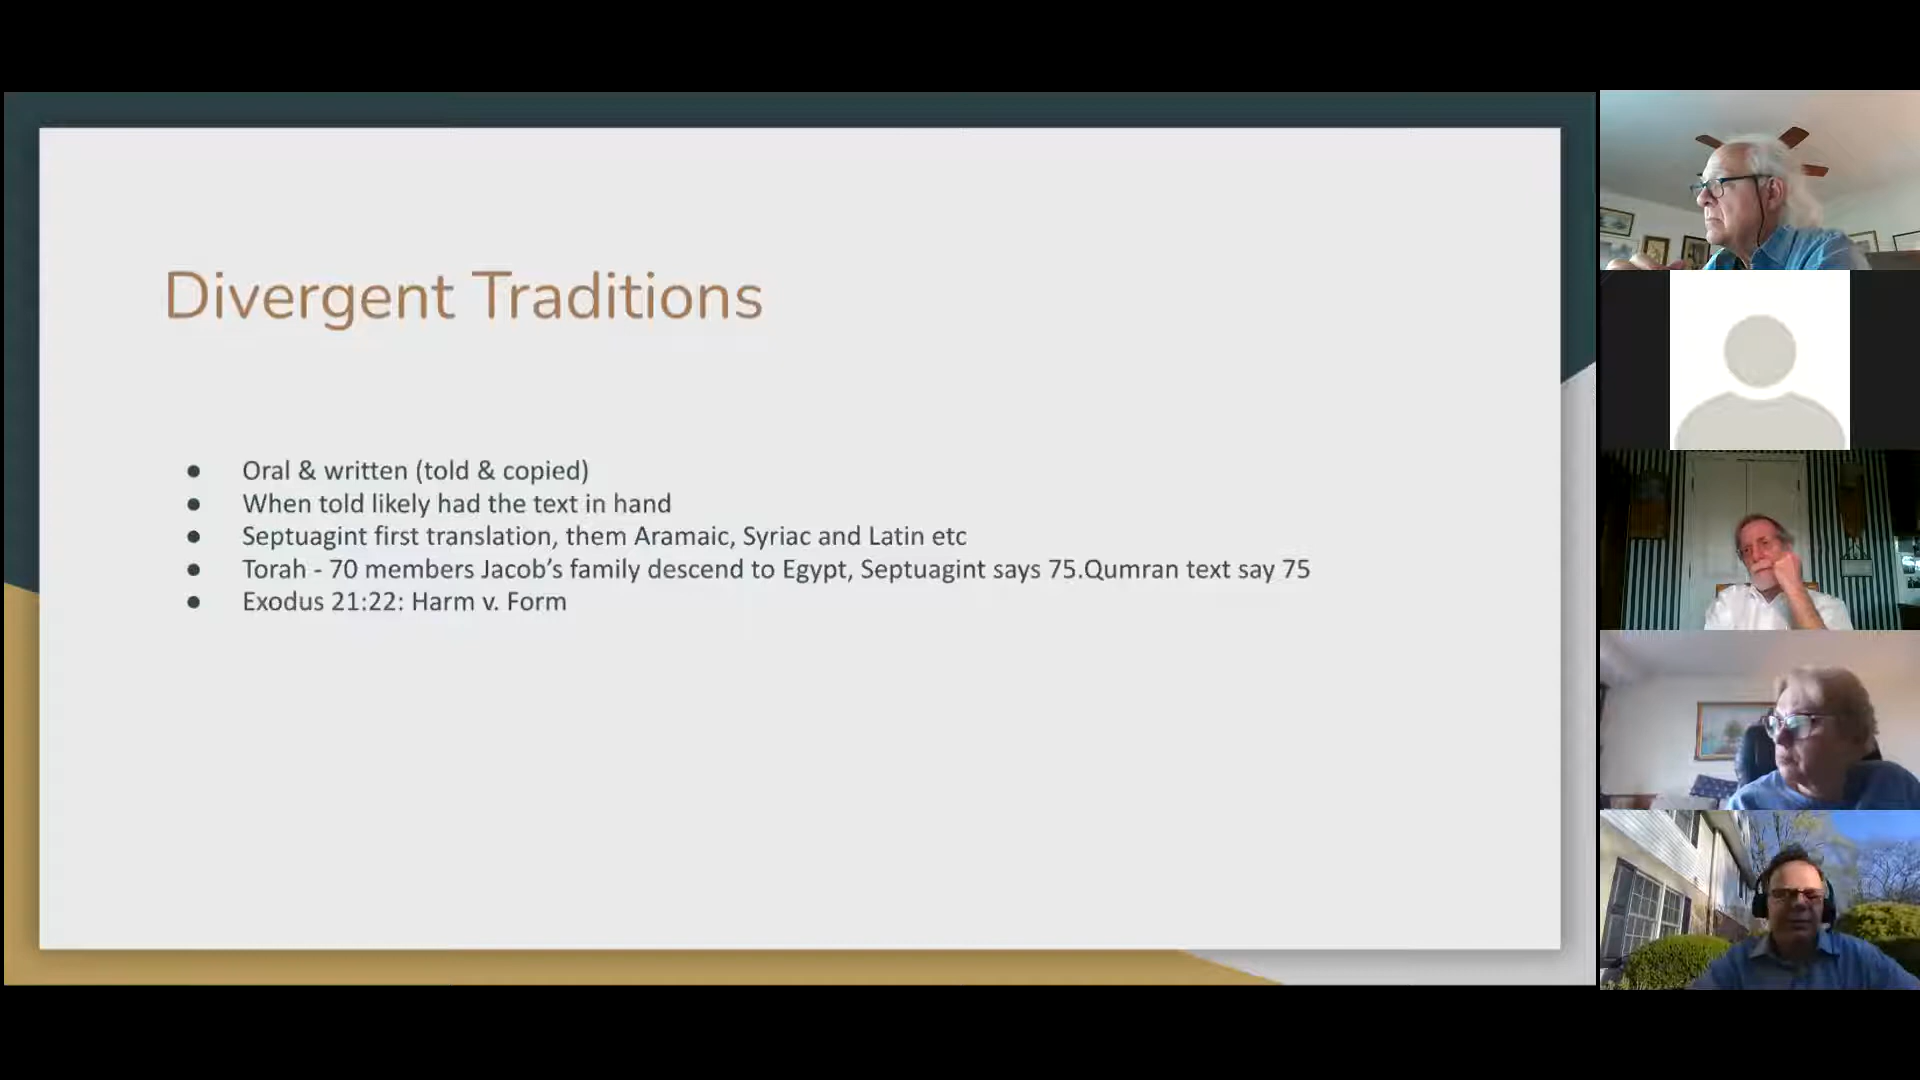 Divergent Traditions
● Oral & written (told & copied)
● When told likely had the text in hand
● Septuagint first translation, them Aramaic, Syriac and Latin etc
● Torah - 70 members Jacob’s family descend to Egypt, Septuagint says 75.Qumran text say 75
● Exodus 21:22: Harm v. Form